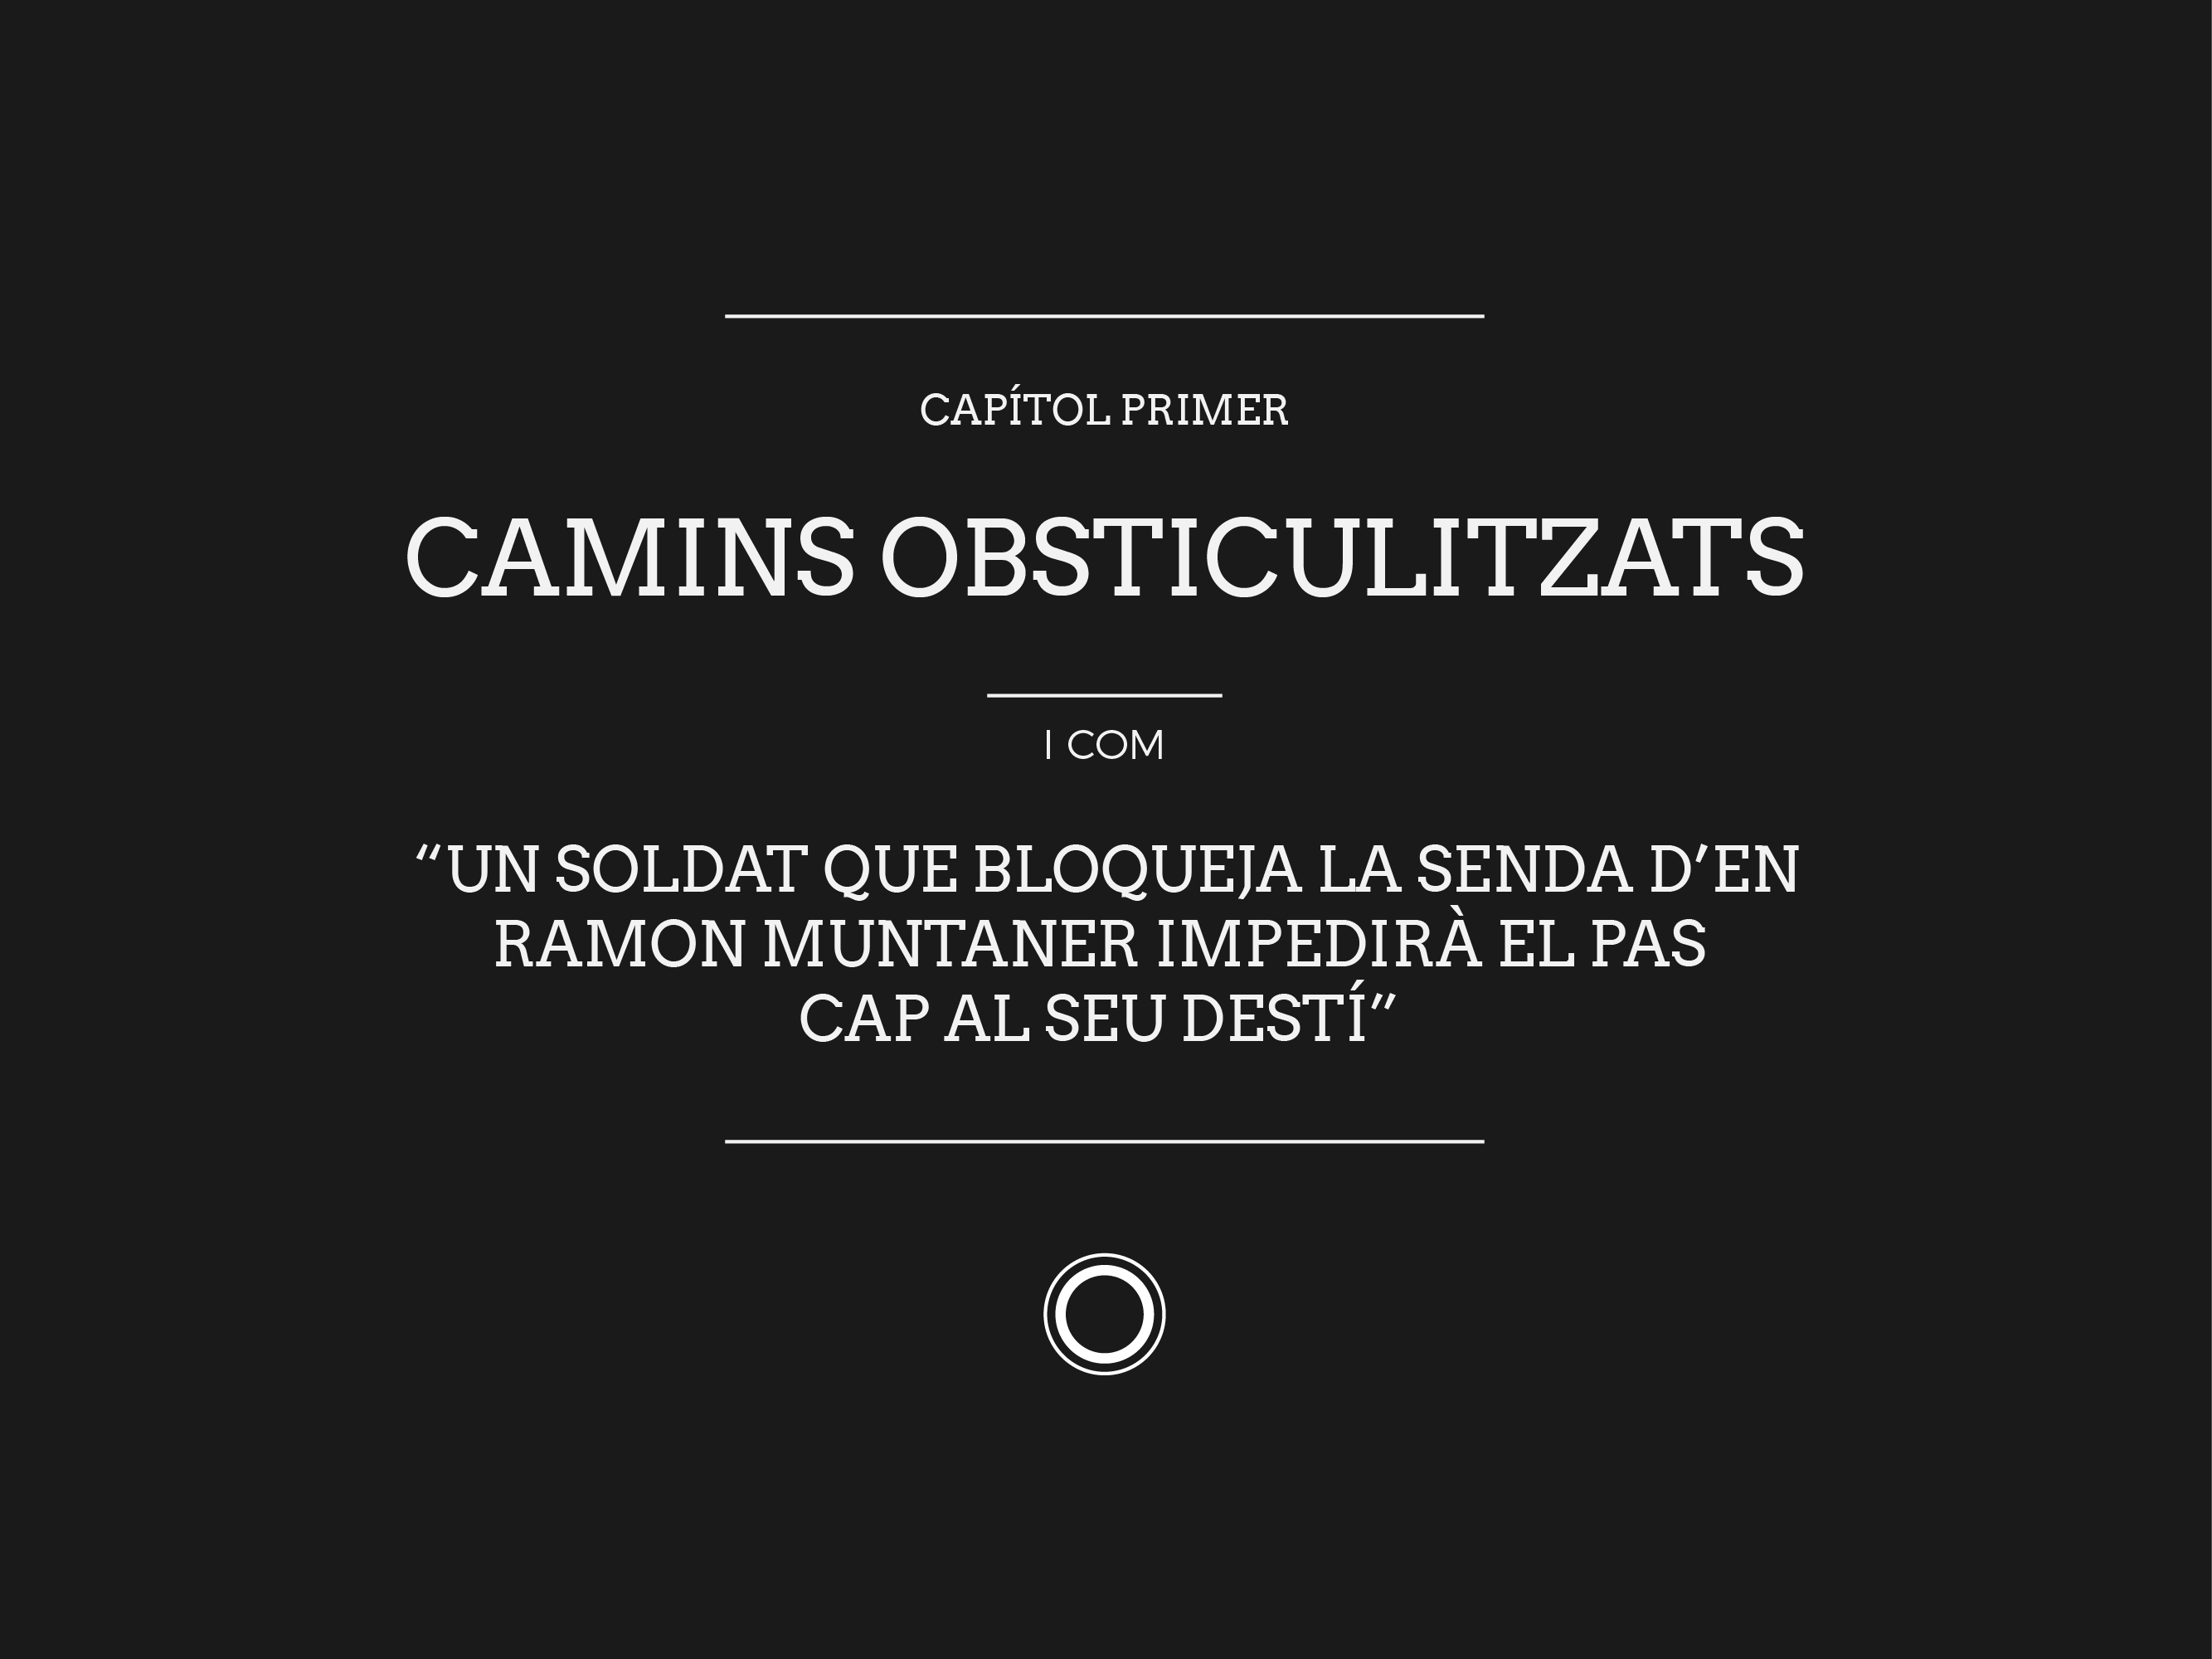 CAPÍTOL PRIMER
CAMINS OBSTICULITZATS
I COM
"UN SOLDAT QUE BLOQUEJA LA SENDA D'EN
RAMON MUNTANER IMPEDIRÀ EL PAS
CAP AL SEU DESTÍ"